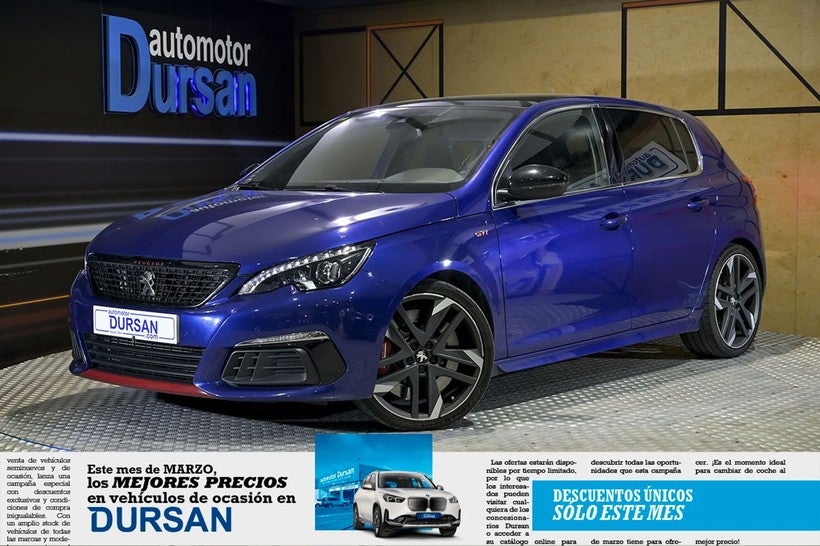 automotor
Dursan
DURSAN
GTi
automotor
DURSAN
.com
venta de vehículos
seminuevos y de
ocasión, lanza una
campaña especial
con descuentos
exclusivos y condi-
ciones de compra
inigualables. Con
un amplio stock de
vehículos de todas
las marcas y mode-
Este mes de MARZO,
los MEJORES PRECIOS
en vehículos de ocasión en
DURSAN
automotor Dursan
Las ofertas estarán dispo-
nibles por tiempo limitado,
por lo que
los interesa-
dos pueden
visitar cual-
quiera de los
concesiona-
rios Dursan
o acceder a
su catálogo online para
descubrir todas las oportu-
nidades que esta campaña
de marzo tiene para ofre-
cer. ¡Es el momento ideal
para cambiar de coche al
mejor precio!
DESCUENTOS ÚNICOS
SÓLO ESTE MES